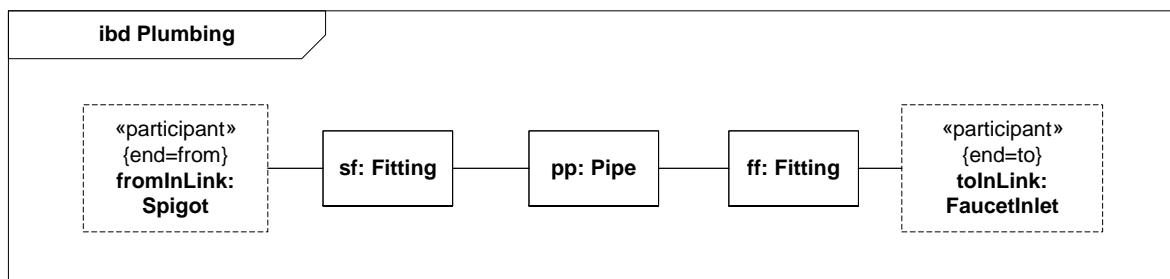 ibd Plumbing
«participant»
{end=from}
fromInLink:
Spigot
sf: Fitting
pp: Pipe
ff: Fitting
«participant»
{end=to}
toInLink:
FaucetInlet